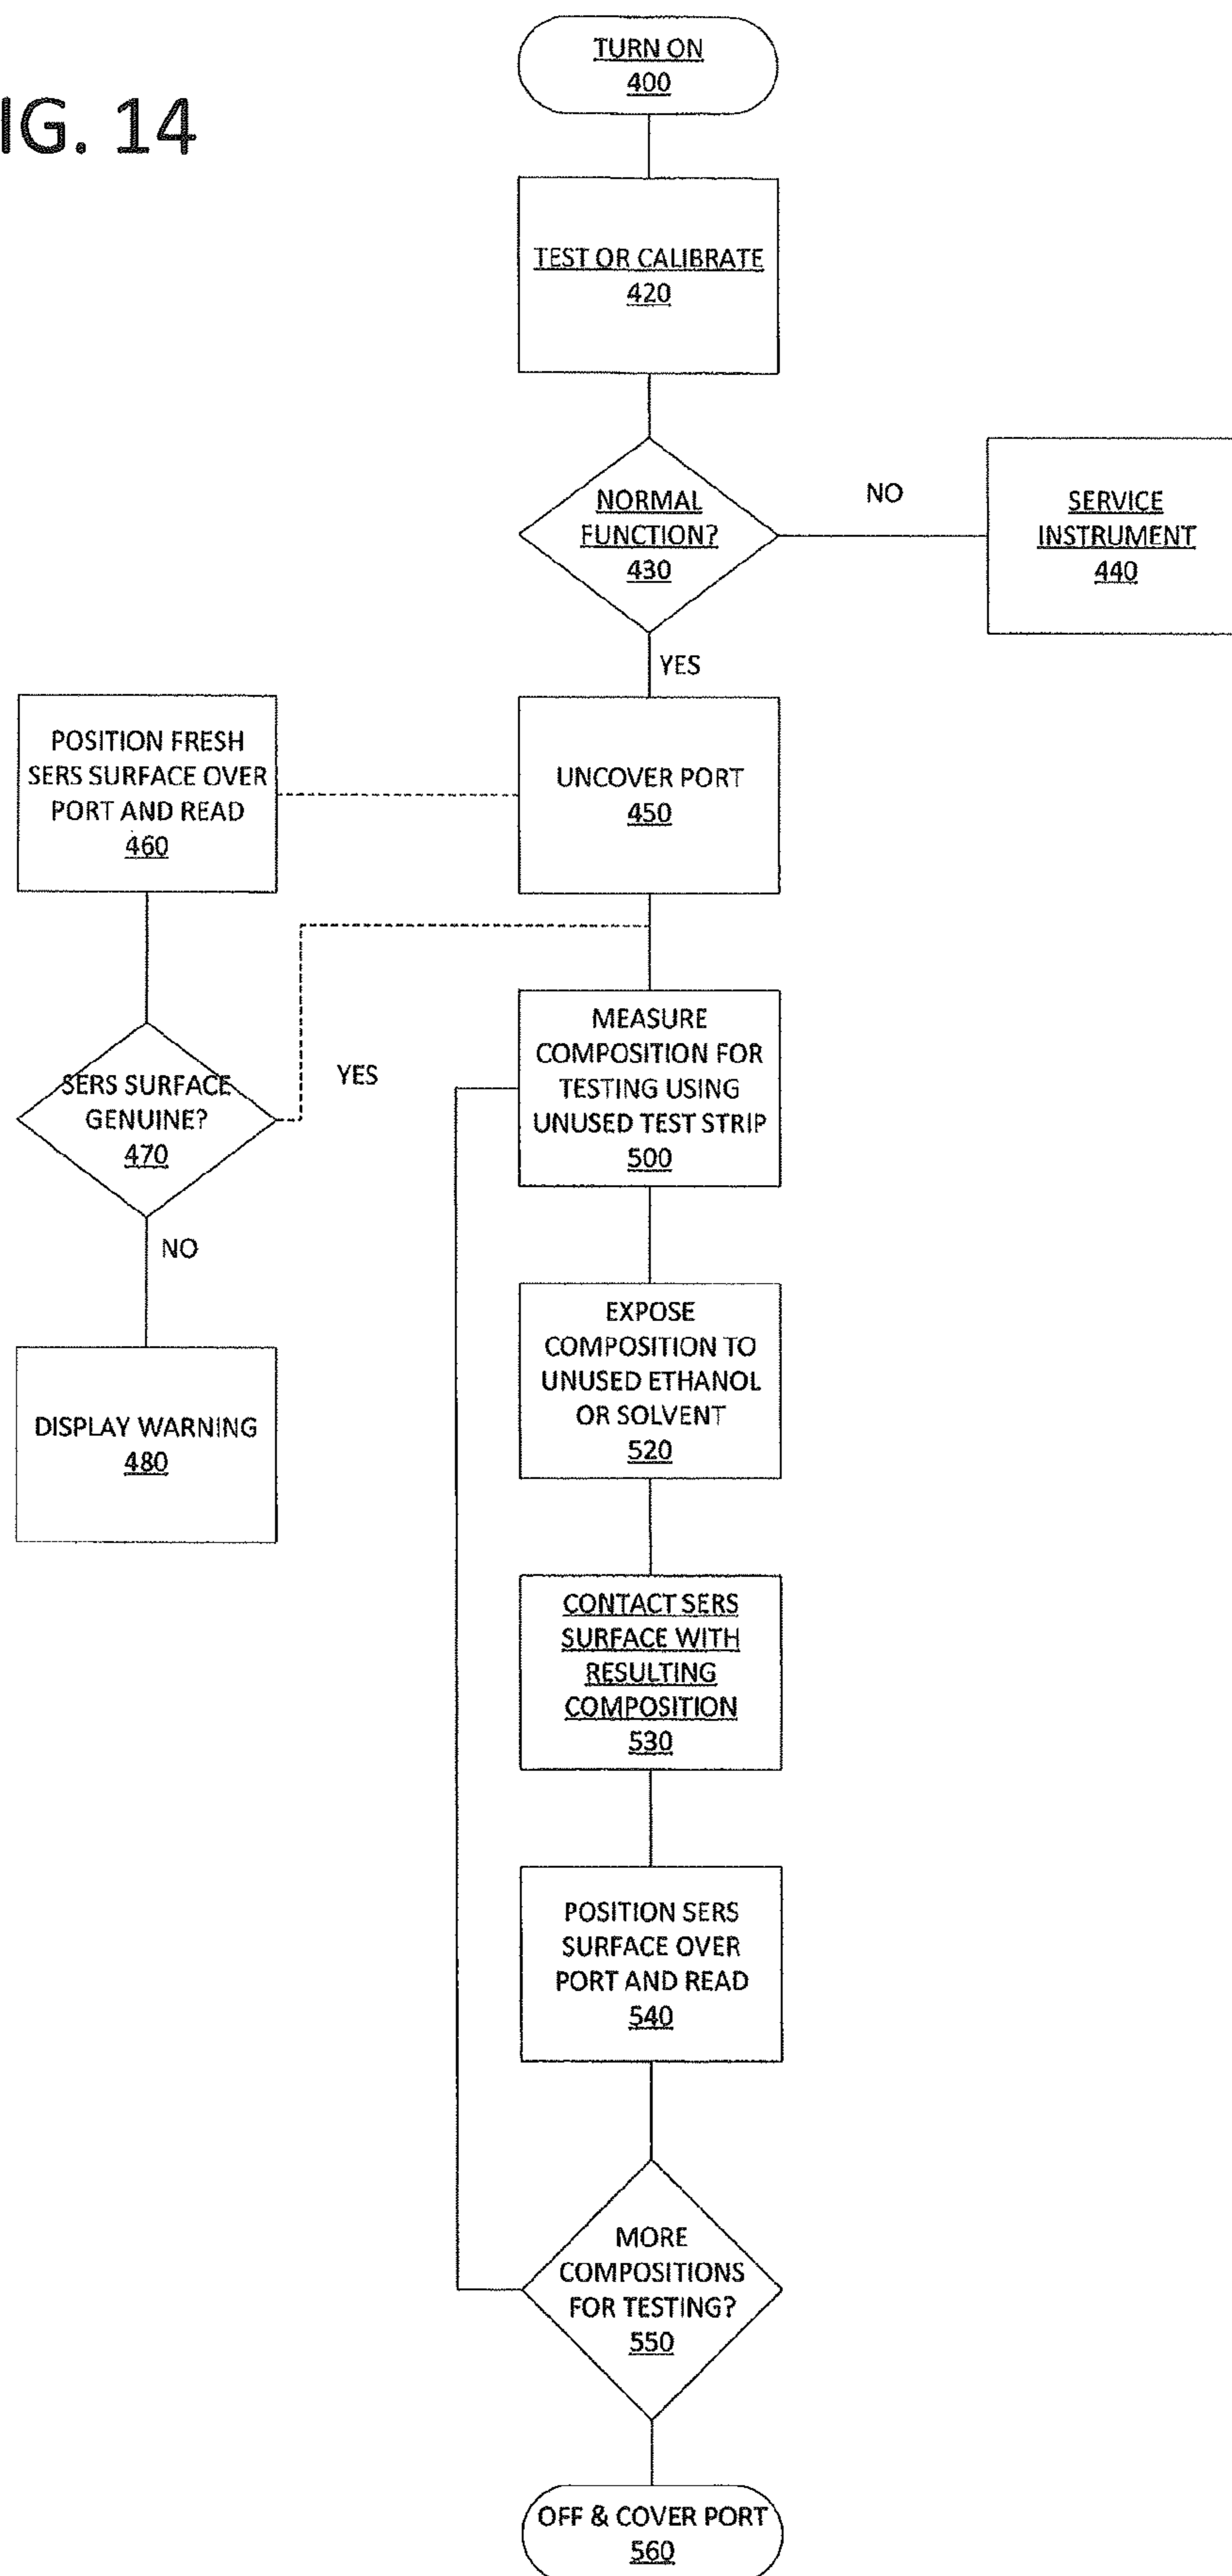 IG. 14
TURN ON
400
TEST OR CALIBRATE
420
NORMAL
FUNCTION?
430
NO
SERVICE
INSTRUMENT
440
YES
POSITION FRESH
SERS SURFACE OVER
PORT AND READ
460
UNCOVER PORT
450
SERS SURFACE
GENUINE?
470
YES
NO
DISPLAY WARNING
480
MEASURE
COMPOSITION FOR
TESTING USING
UNUSED TEST STRIP
500
EXPOSE
COMPOSITION TO
UNUSED ETHANOL
OR SOLVENT
520
CONTACT SERS
SURFACE WITH
RESULTING
COMPOSITION
530
POSITION SERS
SURFACE OVER
PORT AND READ
540
MORE
COMPOSITIONS
FOR TESTING?
550
OFF & COVER PORT
560